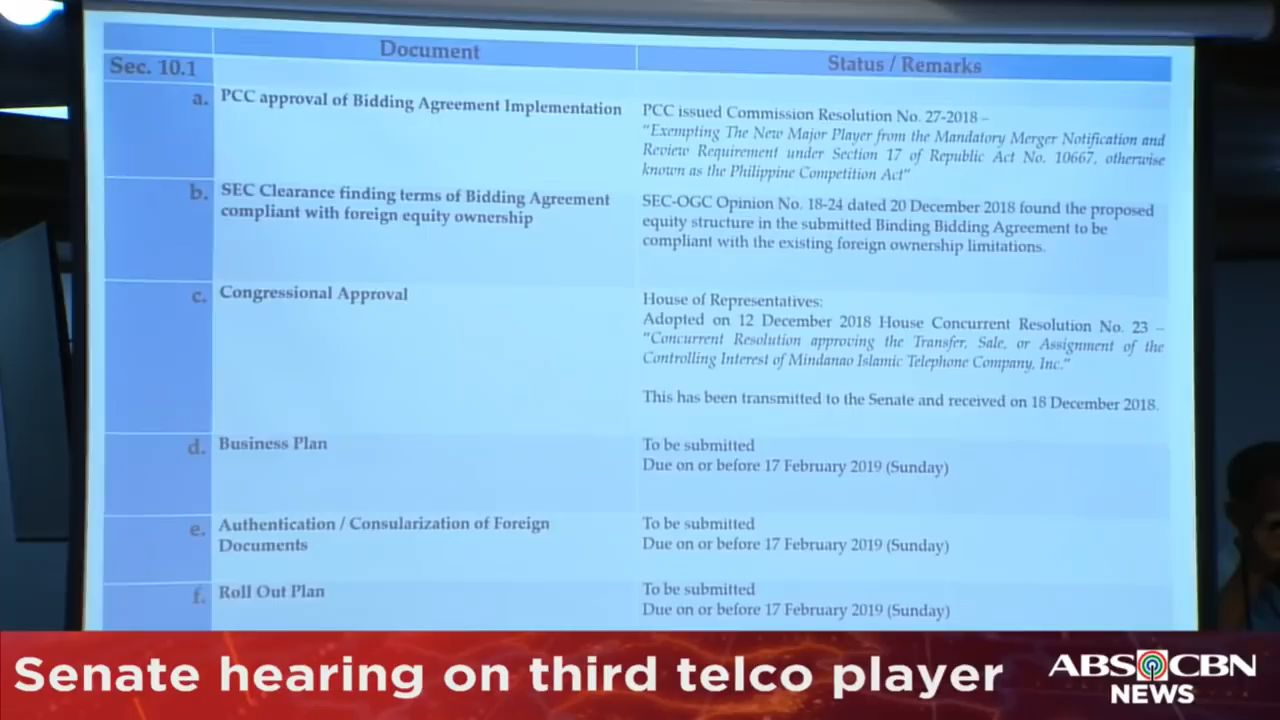 Document
Status / Remarks
Sec. 10.1
a. PCC approval of Bidding Agreement Implementation
PCC issued Commission Resolution No. 27-2018 –
"Exempting The New Major Player from the Mandatory Merger Notification and
Review Requirement under Section 17 of Republic Act No. 10667, otherwise
known as the Philippine Competition Act"
b. SEC Clearance finding terms of Bidding Agreement
compliant with foreign equity ownership
SEC-OGC Opinion No. 18-24 dated 20 December 2018 found the proposed
equity structure in the submitted Binding Bidding Agreement to be
compliant with the existing foreign ownership limitations.
c. Congressional Approval
House of Representatives:
Adopted on 12 December 2018 House Concurrent Resolution No. 23 –
"Concurrent Resolution approving the Transfer, Sale, or Assignment of the
Controlling Interest of Mindanao Islamic Telephone Company, Inc."
This has been transmitted to the Senate and received on 18 December 2018.
d. Business Plan
To be submitted
Due on or before 17 February 2019 (Sunday)
e. Authentication / Consularization of Foreign
Documents
To be submitted
Due on or before 17 February 2019 (Sunday)
f. Roll Out Plan
To be submitted
Due on or before 17 February 2019 (Sunday)
Senate hearing on third telco player
ABS-CBN
NEWS